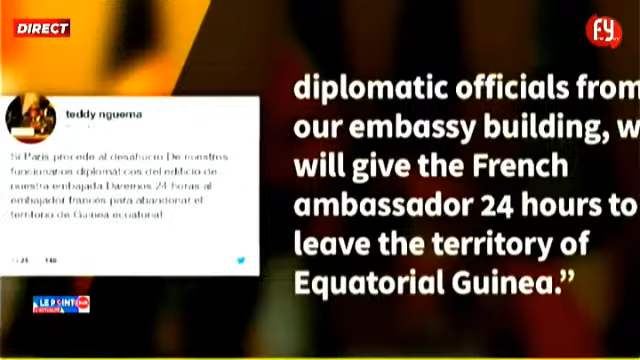 DIRECT
fy
teddy nguema
Si Paris procede al desahucio De nuestros
funcionarios diplomáticos del edificio de
nuestra embajada Daremos 24 horas al
embajador francés para abandonar el
territorio de Guinea ecuatorial
diplomatic officials from
our embassy building, w
will give the French
ambassador 24 hours to
leave the territory of
Equatorial Guinea.”
LE POINT